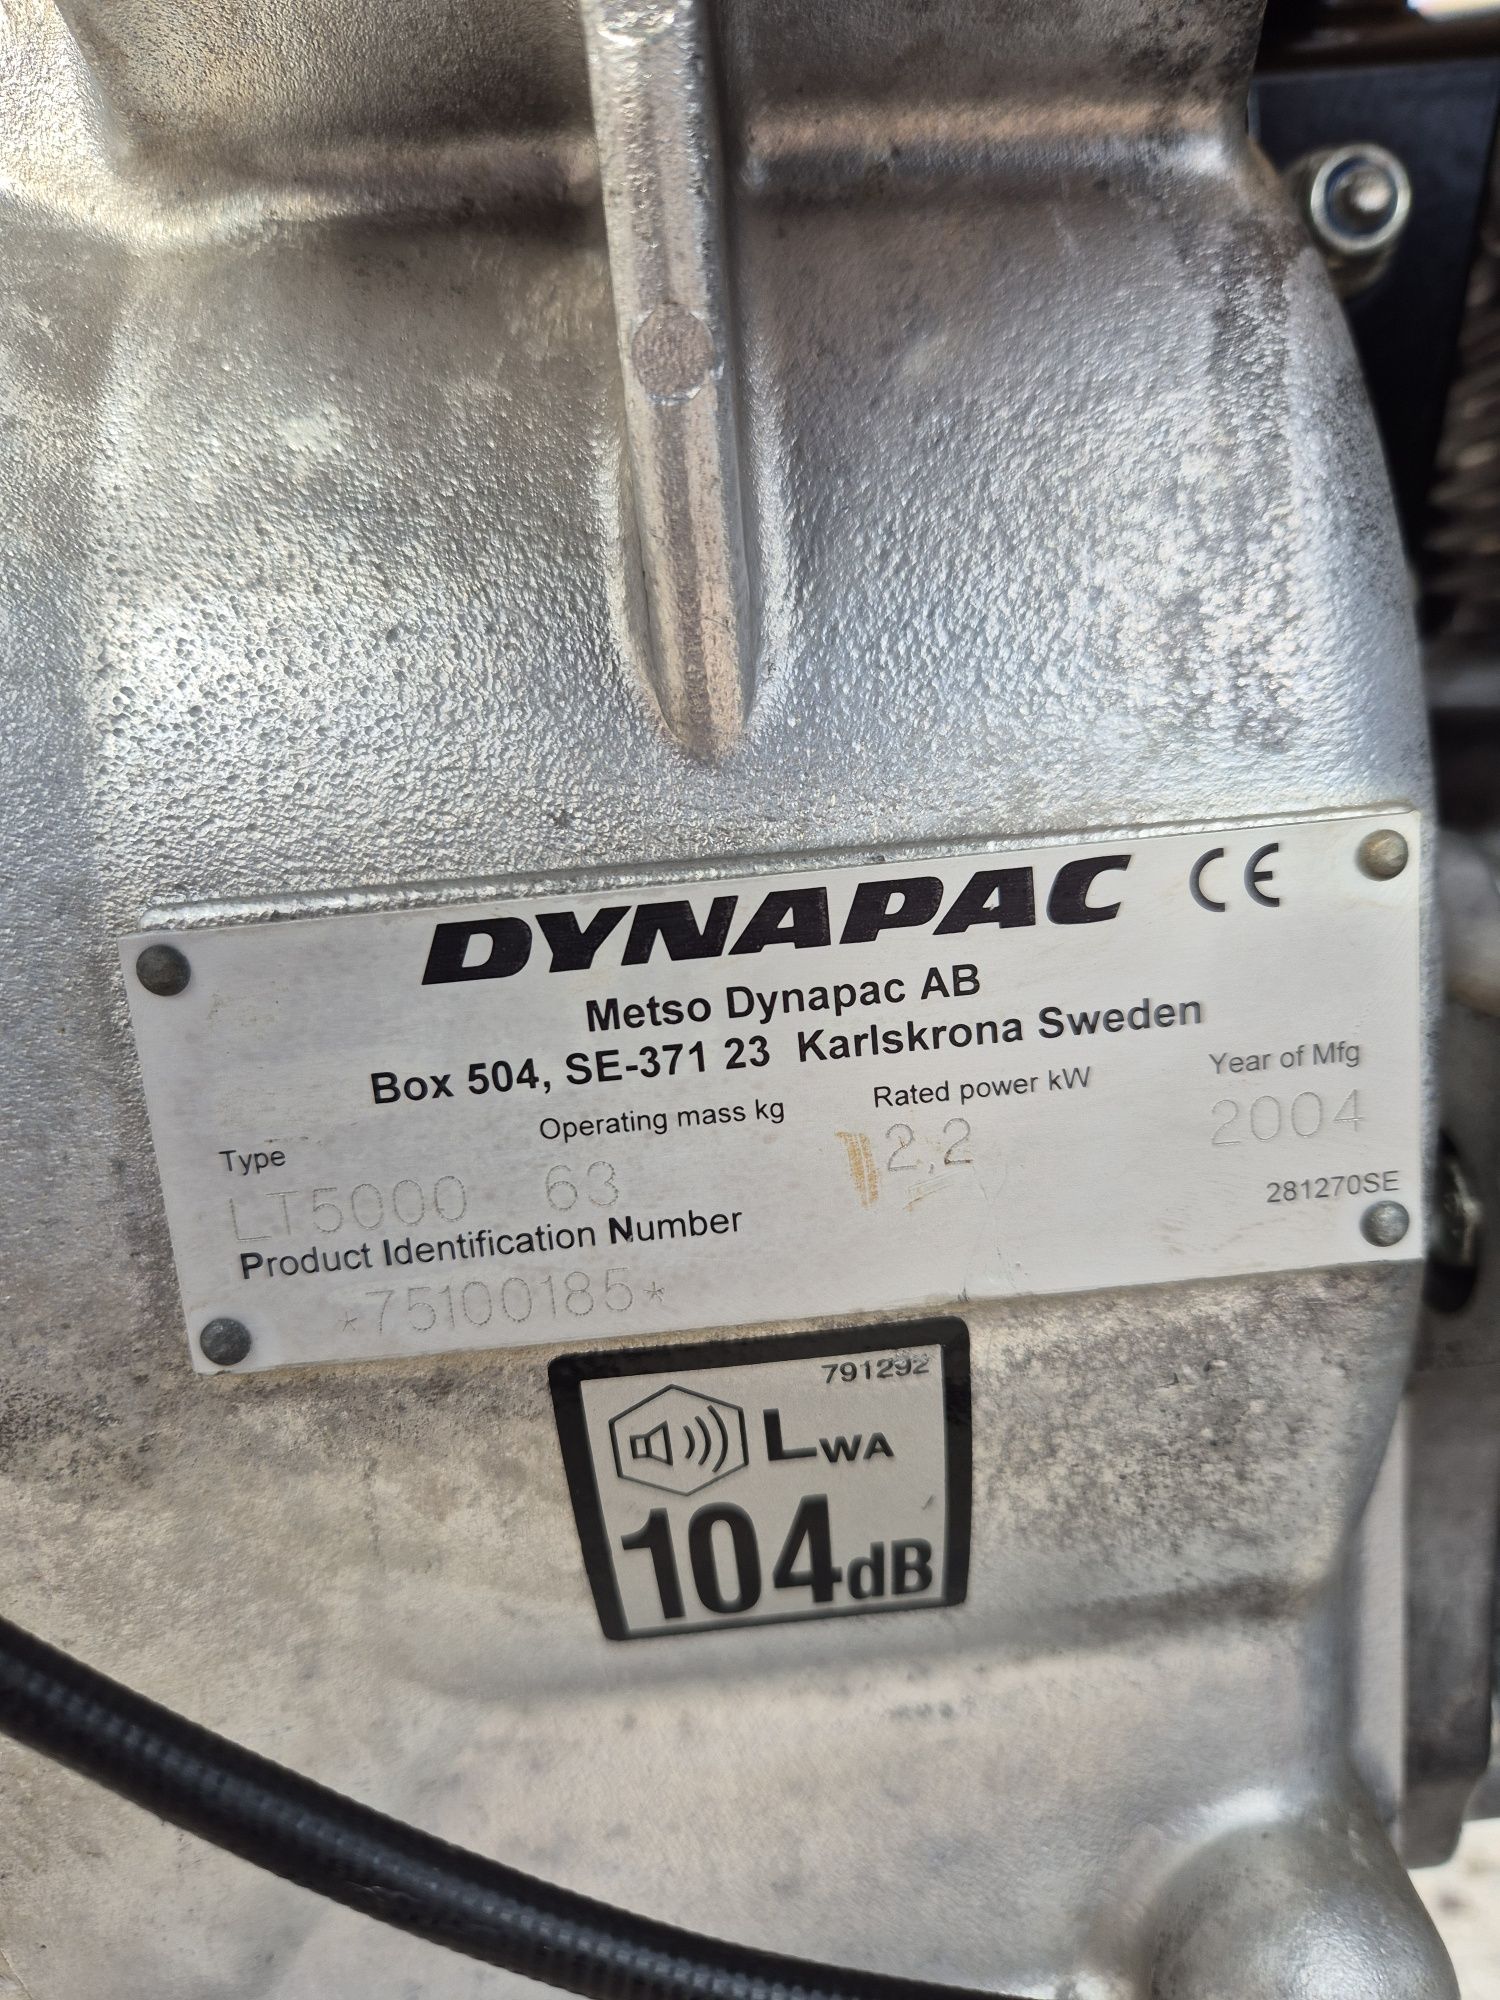 DYNAPAC CE
Metso Dynapac AB
Box 504, SE-371 23 Karlskrona Sweden
Type Operating mass kg Rated power kW Year of Mfg
LT5000 63 2,2 2004
Product Identification Number 281270SE
*75100185*
791292
LWA
104dB